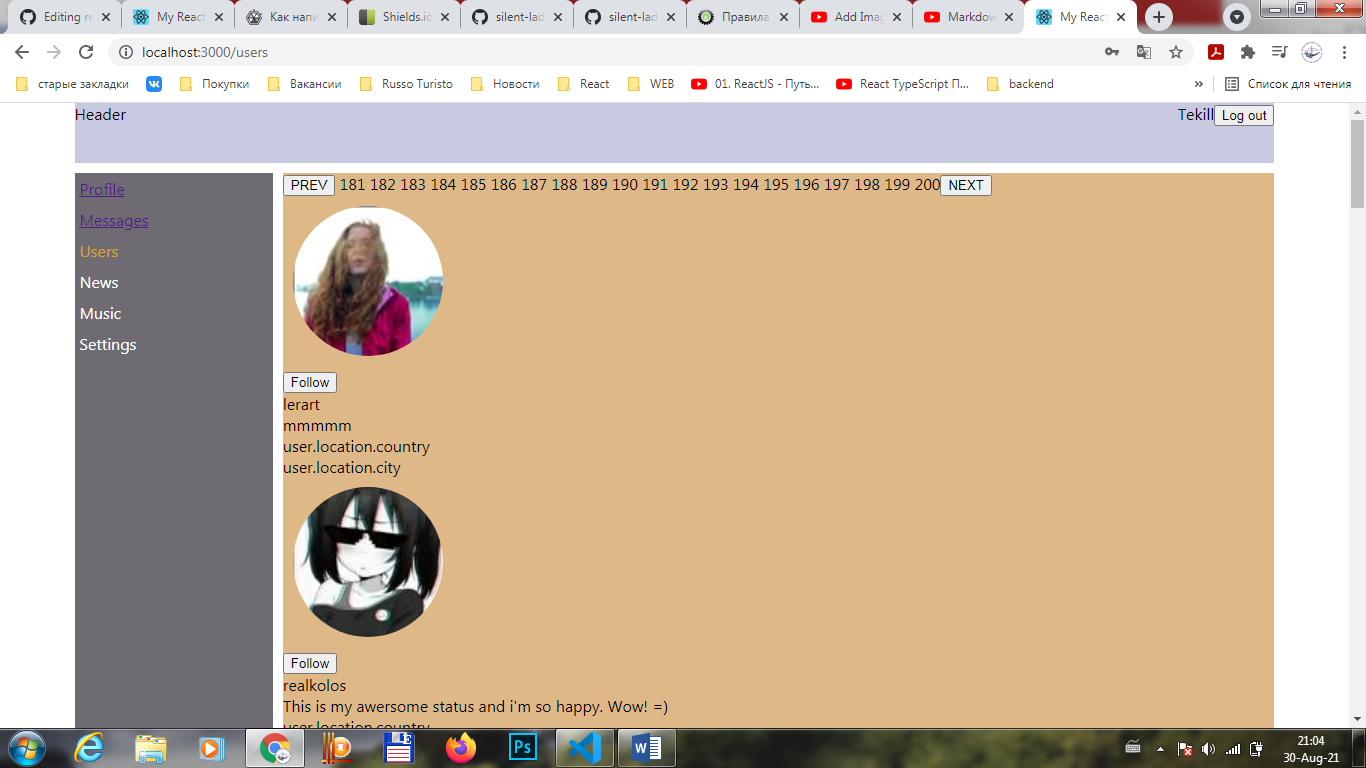 Editing re
My React
Как напи
Shields.io
silent-lad
silent-lad
Правила
Add Imag
Markdow
My React
localhost:3000/users
старые закладки
Покупки
Вакансии
Russo Turisto
Новости
React
WEB
01. ReactJS - Путь...
React TypeScript П...
backend
»
Список для чтения
Header
Tekill
Log out
Profile
Messages
Users
News
Music
Settings
PREV 181 182 183 184 185 186 187 188 189 190 191 192 193 194 195 196 197 198 199 200 NEXT
Follow
lerart
mmmmm
user.location.country
user.location.city
Follow
realkolos
This is my awersome status and i'm so happy. Wow! =)
user.location.country
Ps
21:04
30-Aug-21